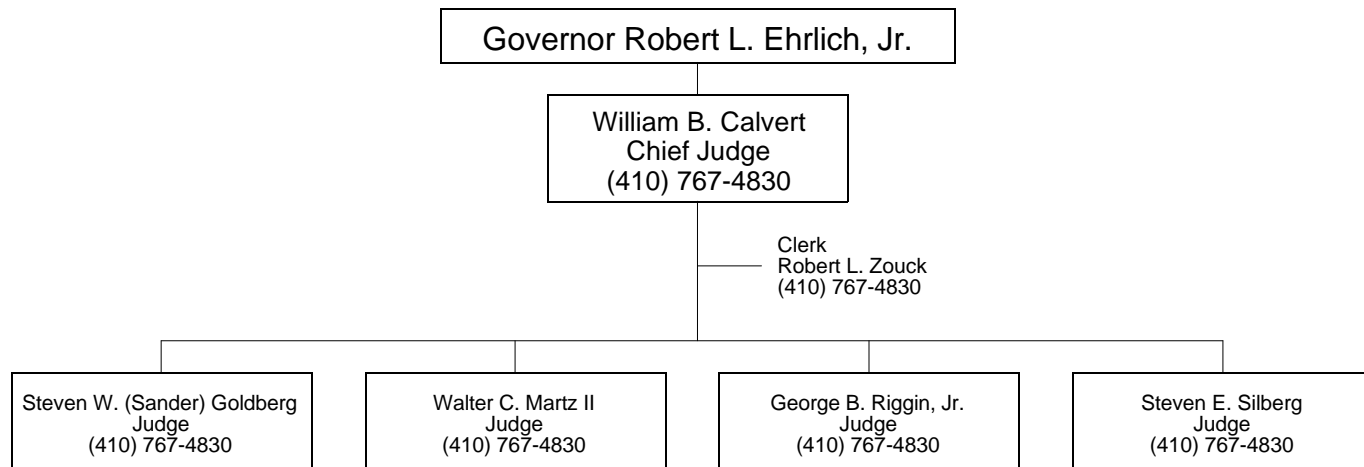 Governor Robert L. Ehrlich, Jr.
William B. Calvert
Chief Judge
(410) 767-4830
Clerk
Robert L. Zouck
(410) 767-4830
Steven W. (Sander) Goldberg
Judge
(410) 767-4830
Walter C. Martz II
Judge
(410) 767-4830
George B. Riggin, Jr.
Judge
(410) 767-4830
Steven E. Silberg
Judge
(410) 767-4830